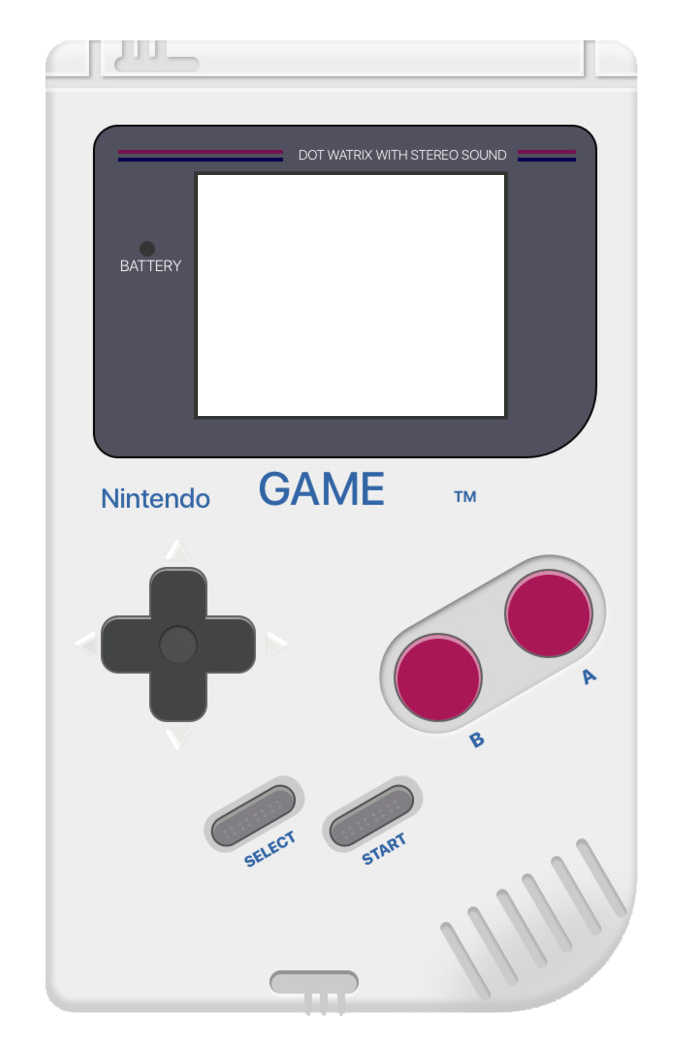 DOT WATRIX WITH STEREO SOUND
BATTERY
Nintendo GAME TM
A
B
SELECT
START